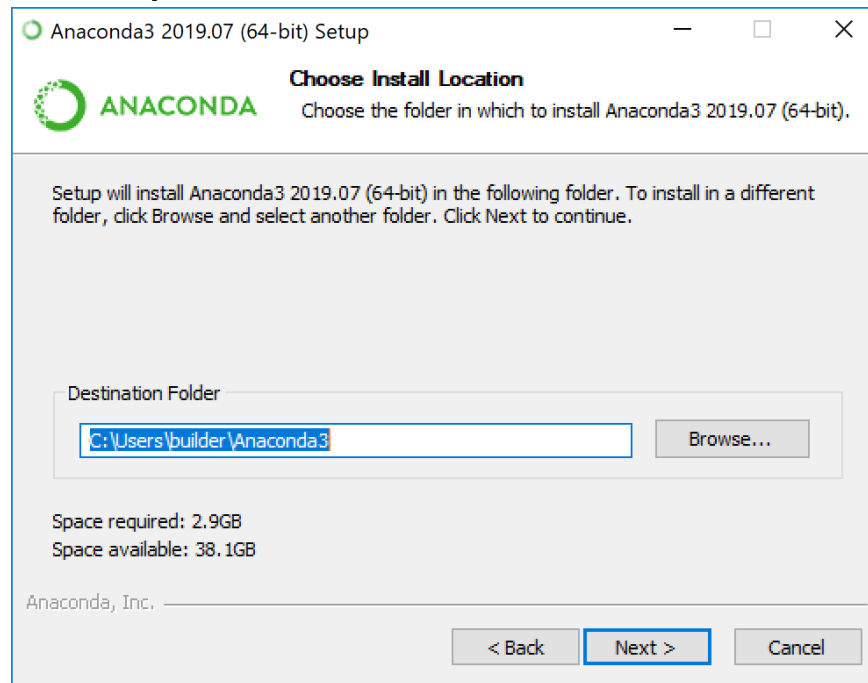 Anaconda3 2019.07 (64-bit) Setup
ANACONDA
Choose Install Location
Choose the folder in which to install Anaconda3 2019.07 (64-bit).
Setup will install Anaconda3 2019.07 (64-bit) in the following folder. To install in a different
folder, click Browse and select another folder. Click Next to continue.
Destination Folder
C:\Users\builder\Anaconda3
Browse...
Space required: 2.9GB
Space available: 38.1GB
Anaconda, Inc.
< Back
Next >
Cancel